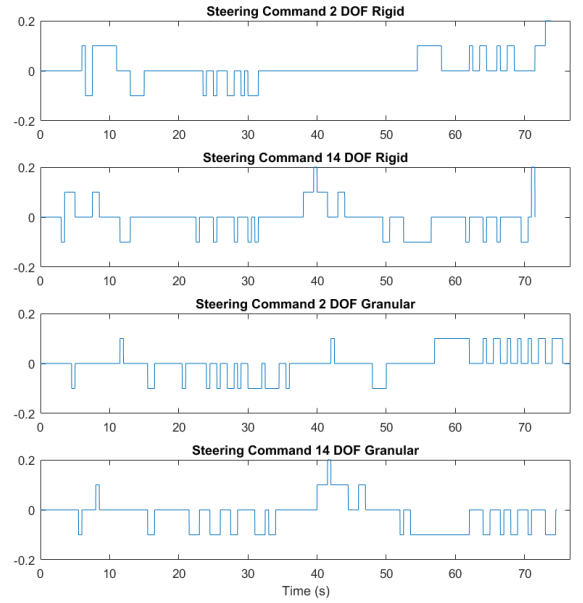 Steering Command 2 DOF Rigid
0.2
0
-0.2
0 10 20 30 40 50 60 70
Steering Command 14 DOF Rigid
0.2
0
-0.2
0 10 20 30 40 50 60 70
Steering Command 2 DOF Granular
0.2
0
-0.2
0 10 20 30 40 50 60 70
Steering Command 14 DOF Granular
0.2
0
-0.2
0 10 20 30 40 50 60 70
Time (s)